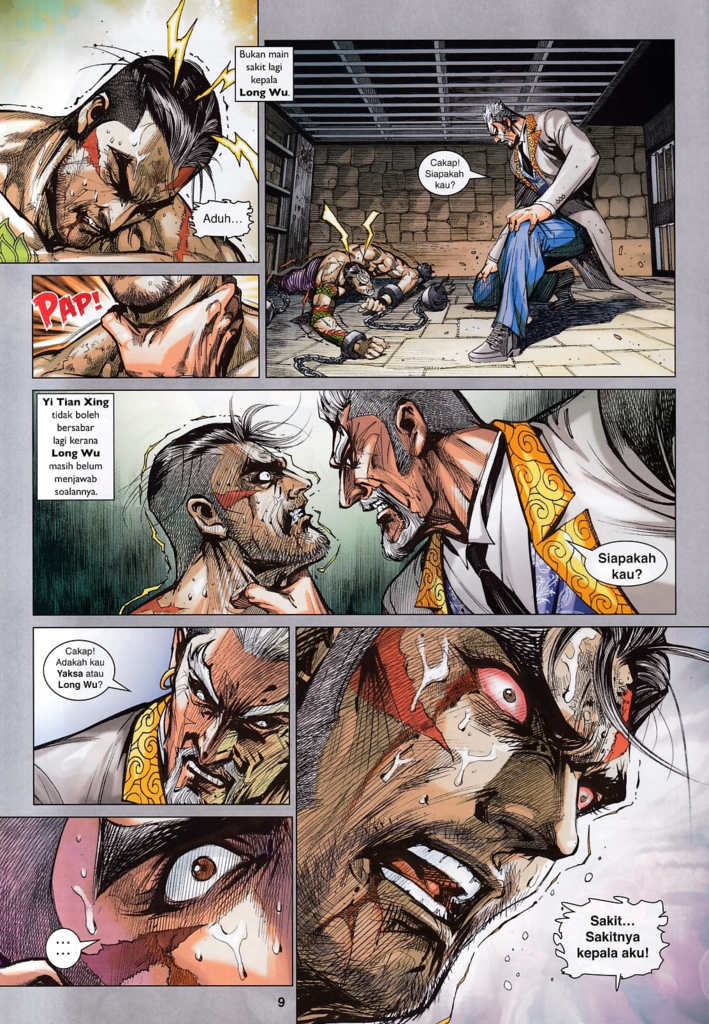 Bukan main
sakit lagi
kepala
Long Wu.
Aduh...
Cakap!
Siapakah
kau?
PAP!
Yi Tian Xing
tidak boleh
bersabar
lagi kerana
Long Wu
masih belum
menjawab
soalannya.
Siapakah
kau?
Cakap!
Adakah kau
Yaksa atau
Long Wu?
...
...
Sakit...
Sakitnya
kepala aku!
9